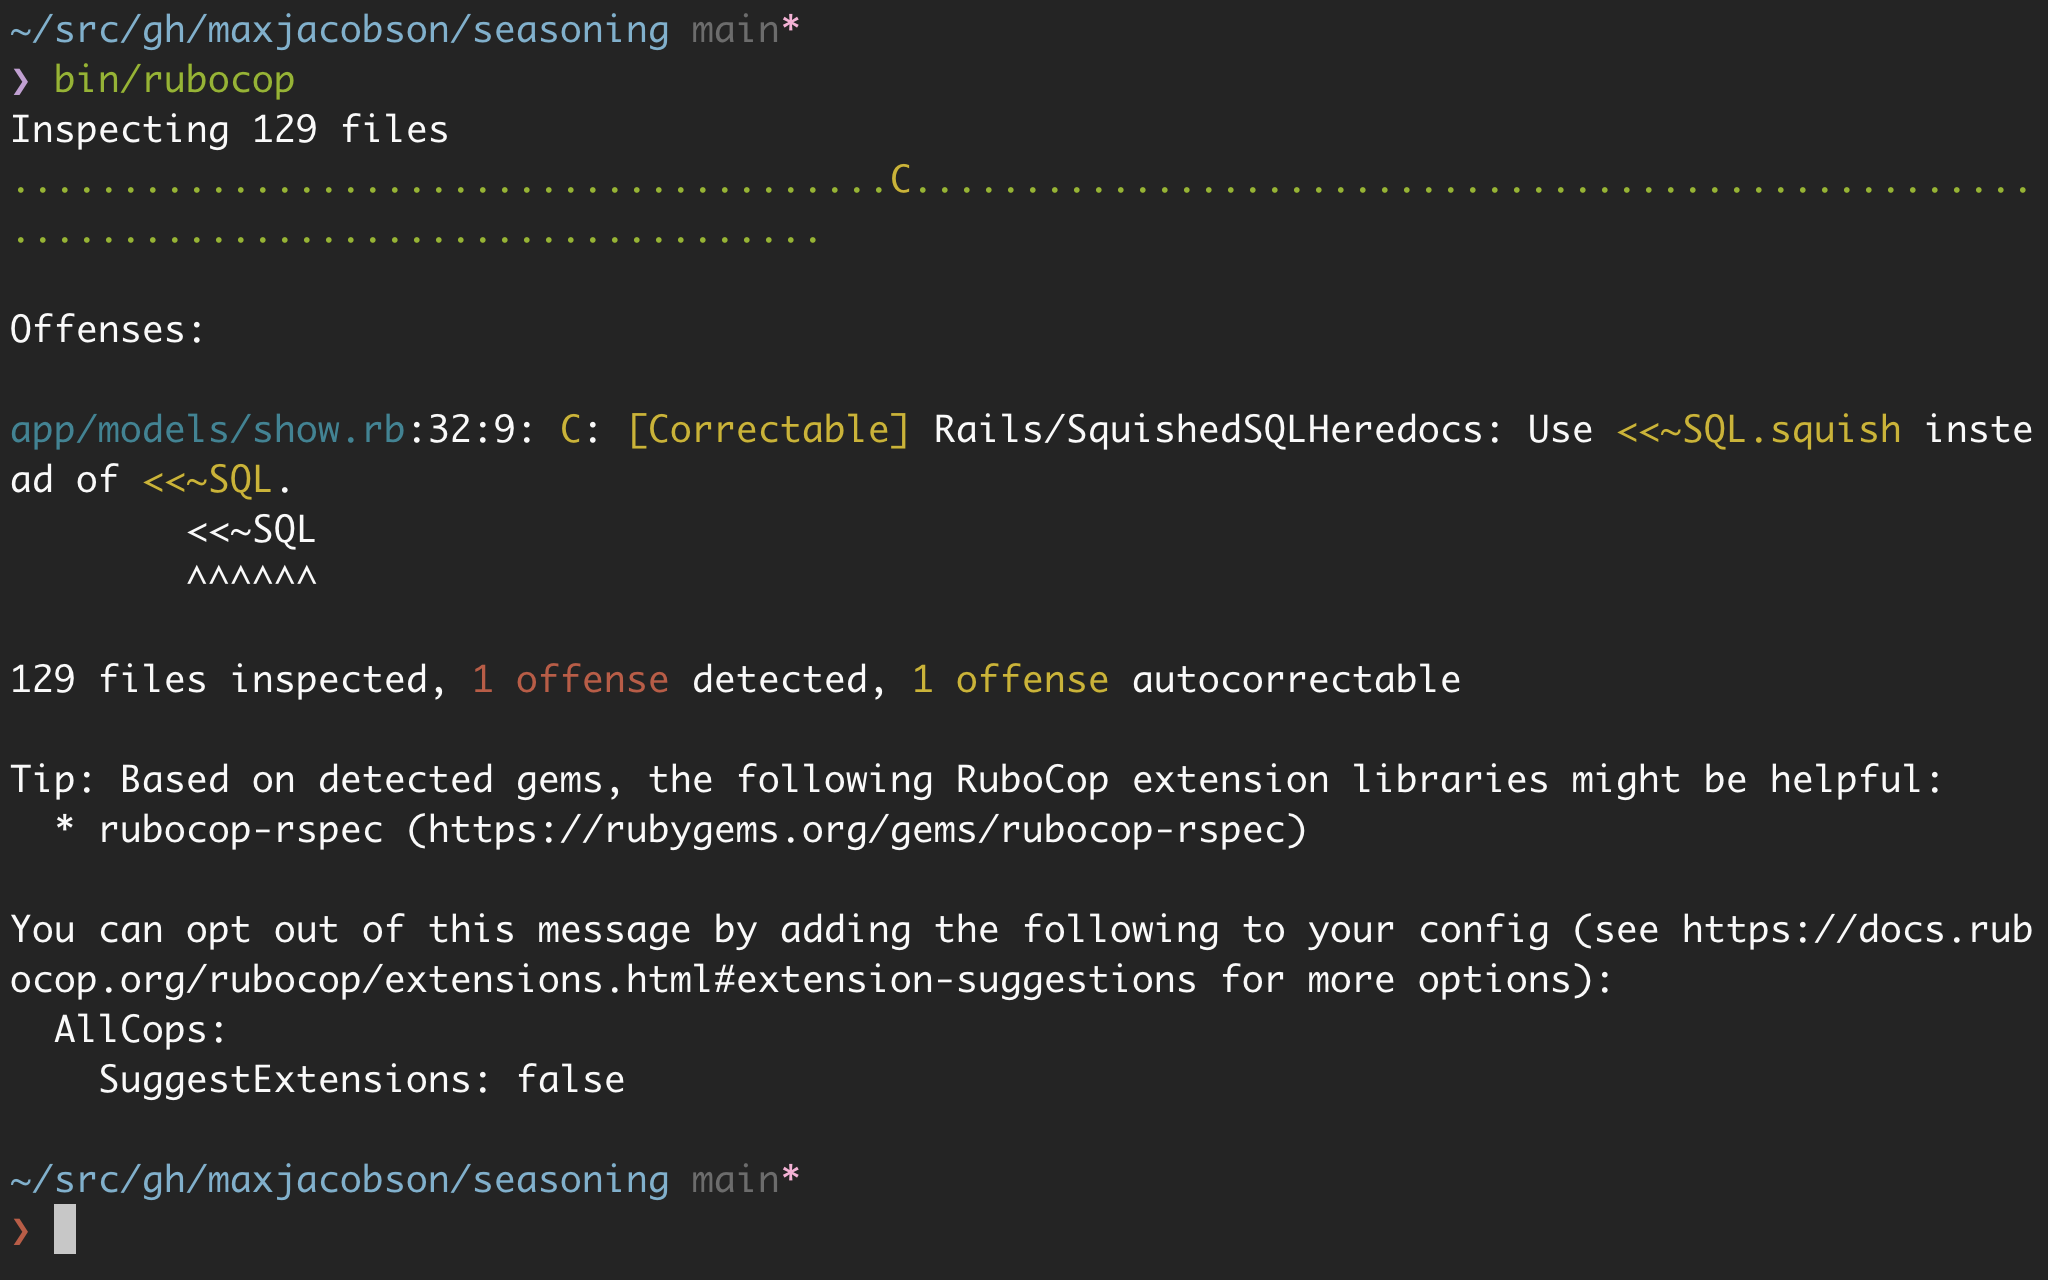 ~/src/gh/maxjacobson/seasoning main*
❯ bin/rubocop
Inspecting 129 files
........................................C...................................................
.....................................
Offenses:
app/models/show.rb:32:9: C: [Correctable] Rails/SquishedSQLHeredocs: Use <<~SQL.squish inste
ad of <<~SQL.
<<~SQL
^^^^^^
129 files inspected, 1 offense detected, 1 offense autocorrectable
Tip: Based on detected gems, the following RuboCop extension libraries might be helpful:
* rubocop-rspec (https://rubygems.org/gems/rubocop-rspec)
You can opt out of this message by adding the following to your config (see https://docs.rub
ocop.org/rubocop/extensions.html#extension-suggestions for more options):
AllCops:
SuggestExtensions: false
~/src/gh/maxjacobson/seasoning main*
❯